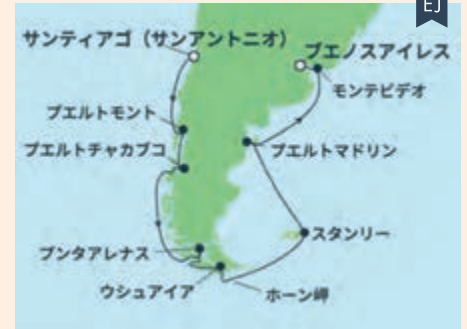 EJ
サンティアゴ（サンアントニオ）
ブエノスアイレス
モンテビデオ
プエルトモント
プエルトチャカブコ
プエルトマドリン
スタンリー
プンタアレナス
ウシュアイア
ホーン岬